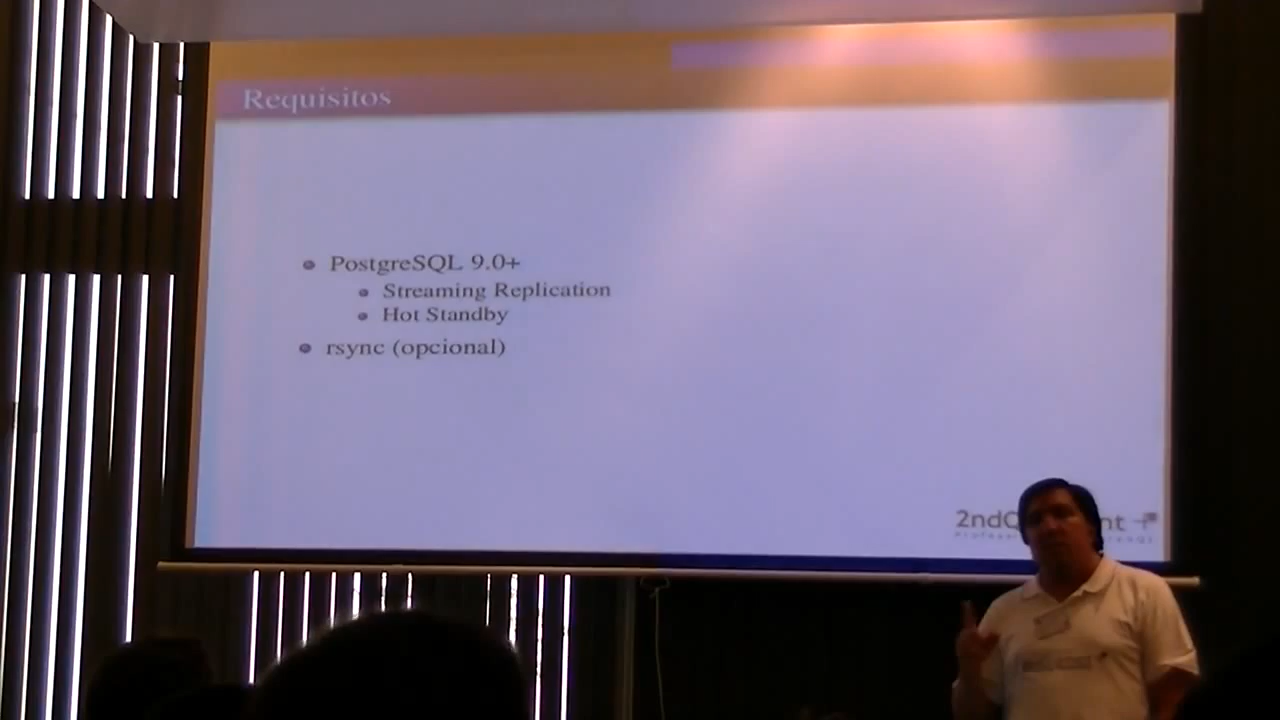 Requisitos
PostgreSQL 9.0+
Streaming Replication
Hot Standby
rsync (opcional)